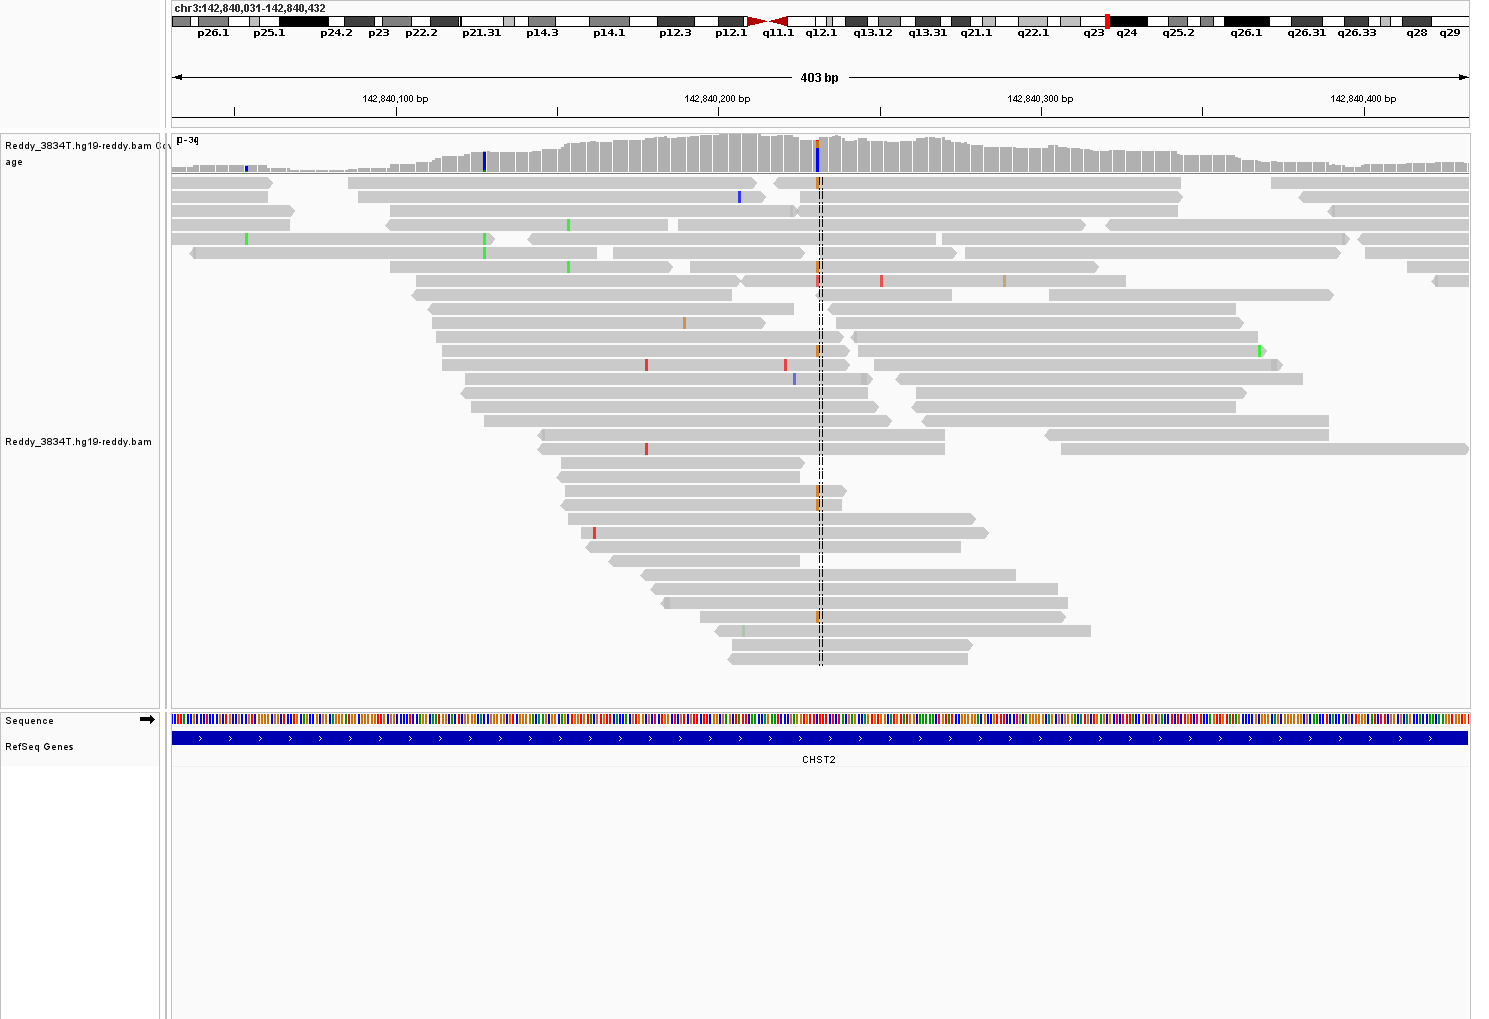 chr3:142,840,031-142,840,432
p26.1 p25.1 p24.2 p23 p22.2 p21.31 p14.3 p14.1 p12.3 p12.1 q11.1 q12.1 q13.12 q13.31 q21.1 q22.1 q23 q24 q25.2 q26.1 q26.31 q26.33 q28 q29
403 bp
142,840,100 bp 142,840,200 bp 142,840,300 bp 142,840,400 bp
Reddy_3834T.hg19-reddy.bam Cov
age
[0-34]
Reddy_3834T.hg19-reddy.bam
Sequence
RefSeq Genes
CHST2